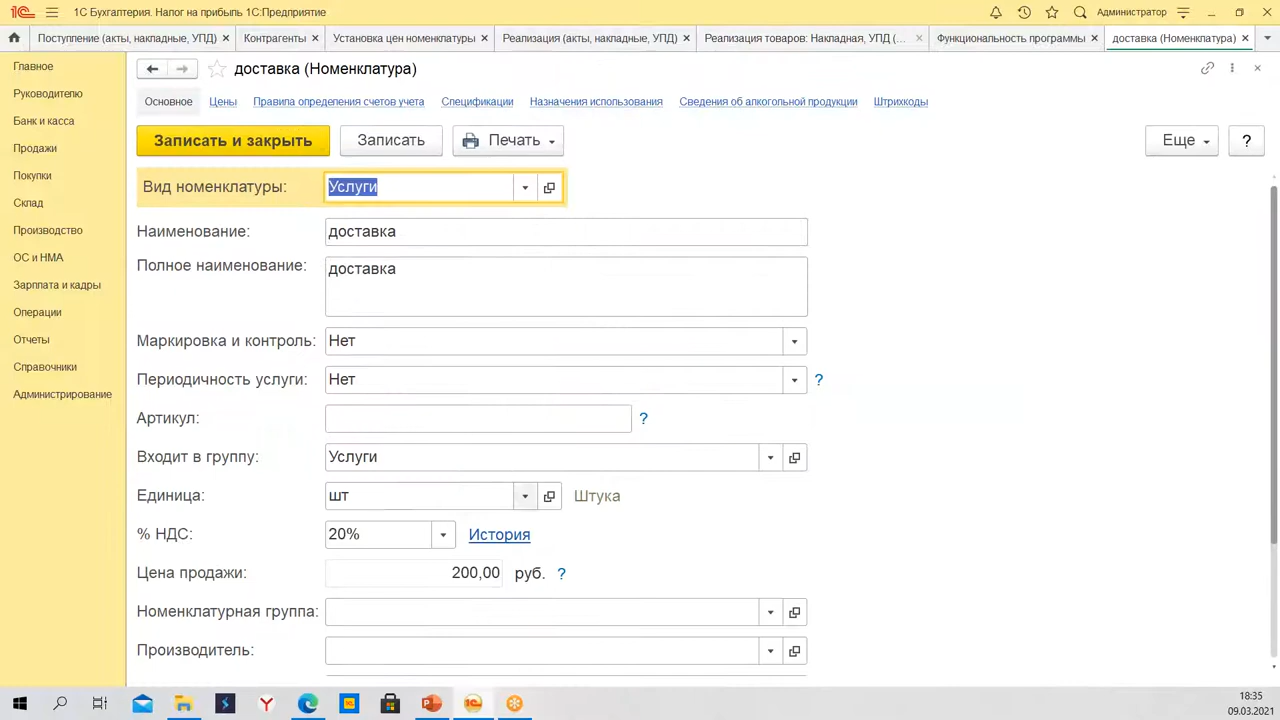 1С Бухгалтерия. Налог на прибыль 1С:Предприятие
Администратор
Поступление (акты, накладные, УПД) Контрагенты Установка цен номенклатуры Реализация (акты, накладные, УПД) Реализация товаров: Накладная, УПД (... Функциональность программы доставка (Номенклатура)
Главное
Руководителю
Банк и касса
Продажи
Покупки
Склад
Производство
ОС и НМА
Зарплата и кадры
Операции
Отчеты
Справочники
Администрирование
доставка (Номенклатура)
Основное Цены Правила определения счетов учета Спецификации Назначения использования Сведения об алкогольной продукции Штрихкоды
Записать и закрыть Записать Печать Еще ?
Вид номенклатуры: Услуги
Наименование: доставка
Полное наименование: доставка
Маркировка и контроль: Нет
Периодичность услуги: Нет ?
Артикул: ?
Входит в группу: Услуги
Единица: шт Штука
% НДС: 20% История
Цена продажи: 200,00 руб. ?
Номенклатурная группа:
Производитель:
18:35
09.03.2021